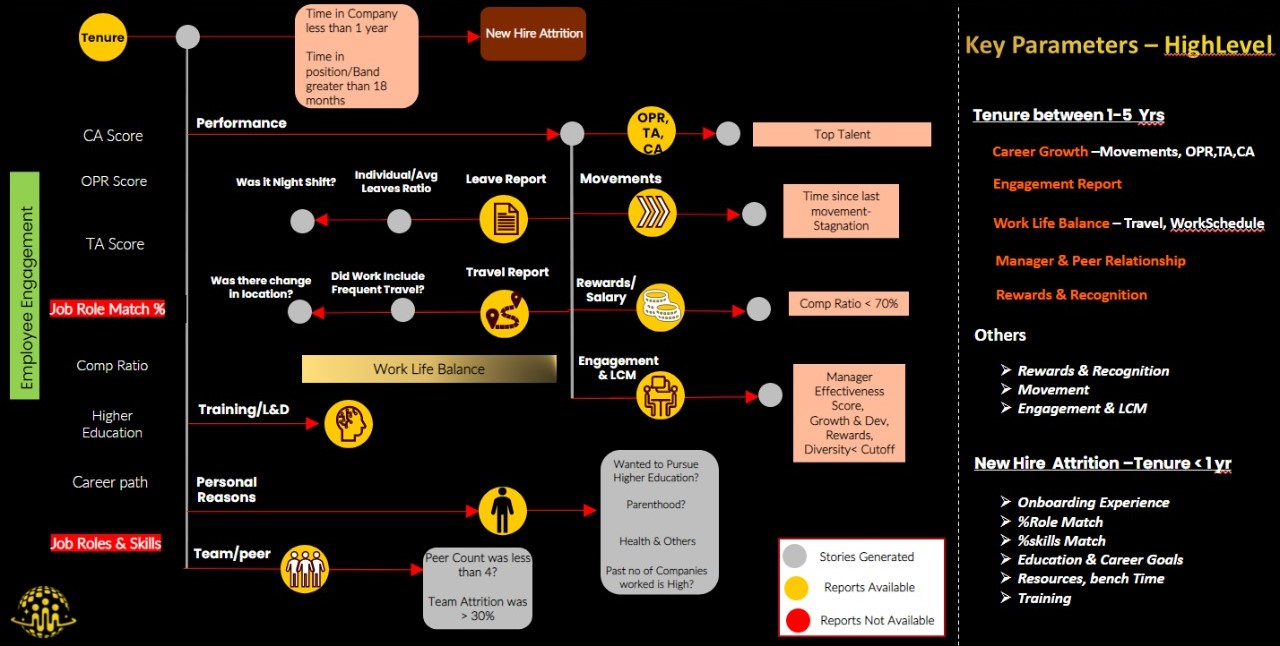 Tenure
Time in Company
less than 1 year
Time in
position/Band
greater than 18
months
New Hire Attrition
Employee Engagement
CA Score
OPR Score
TA Score
Job Role Match %
Comp Ratio
Higher
Education
Career path
Job Roles & Skills
Performance
OPR,
TA,
CA
Top Talent
Was it Night Shift?
Individual/Avg
Leaves Ratio
Leave Report
Movements
Time since last
movement-
Stagnation
Was there change
in location?
Did Work Include
Frequent Travel?
Travel Report
Rewards/
Salary
Comp Ratio < 70%
Work Life Balance
Engagement
& LCM
Manager
Effectiveness
Score,
Growth & Dev,
Rewards,
Diversity< Cutoff
Training/L&D
Personal
Reasons
Wanted to Pursue
Higher Education?
Parenthood?
Health & Others
Past no of Companies
worked is High?
Team/peer
Peer Count was less
than 4?
Team Attrition was
> 30%
Stories Generated
Reports Available
Reports Not Available
Key Parameters – HighLevel
Tenure between 1-5 Yrs
Career Growth –Movements, OPR,TA,CA
Engagement Report
Work Life Balance – Travel, WorkSchedule
Manager & Peer Relationship
Rewards & Recognition
Others
➢ Rewards & Recognition
➢ Movement
➢ Engagement & LCM
New Hire Attrition –Tenure < 1 yr
➢ Onboarding Experience
➢ %Role Match
➢ %skills Match
➢ Education & Career Goals
➢ Resources, bench Time
➢ Training